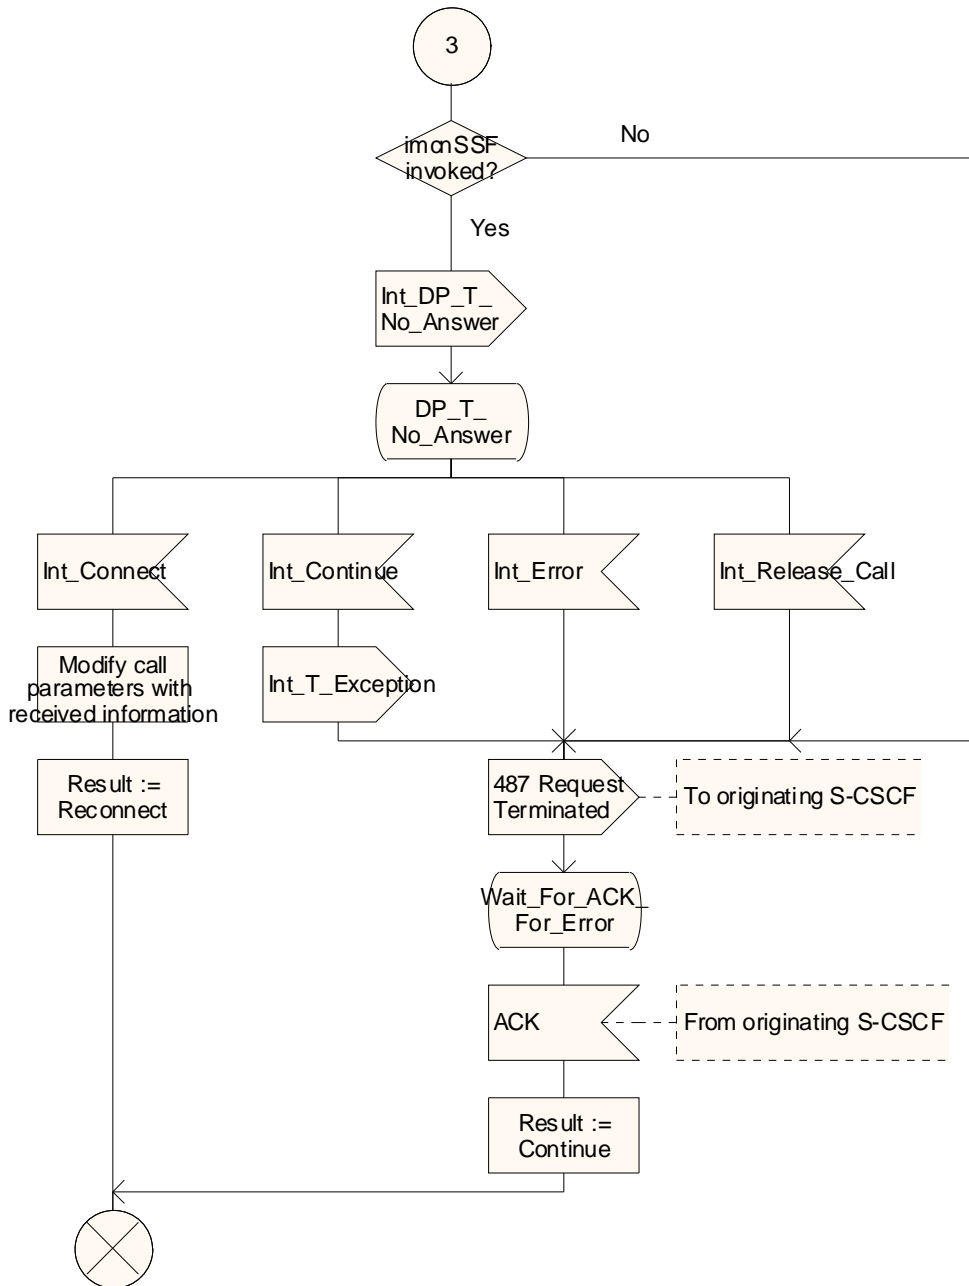 3
imcnSSF
invoked?
No
Yes
Int_DP_T_
No_Answer
DP_T_
No_Answer
Int_Connect
Int_Continue
Int_Error
Int_Release_Call
Modify call
parameters with
received information
Int_T_Exception
Result :=
Reconnect
487 Request
Terminated
To originating S-CSCF
Wait_For_ACK_
For_Error
ACK
From originating S-CSCF
Result :=
Continue